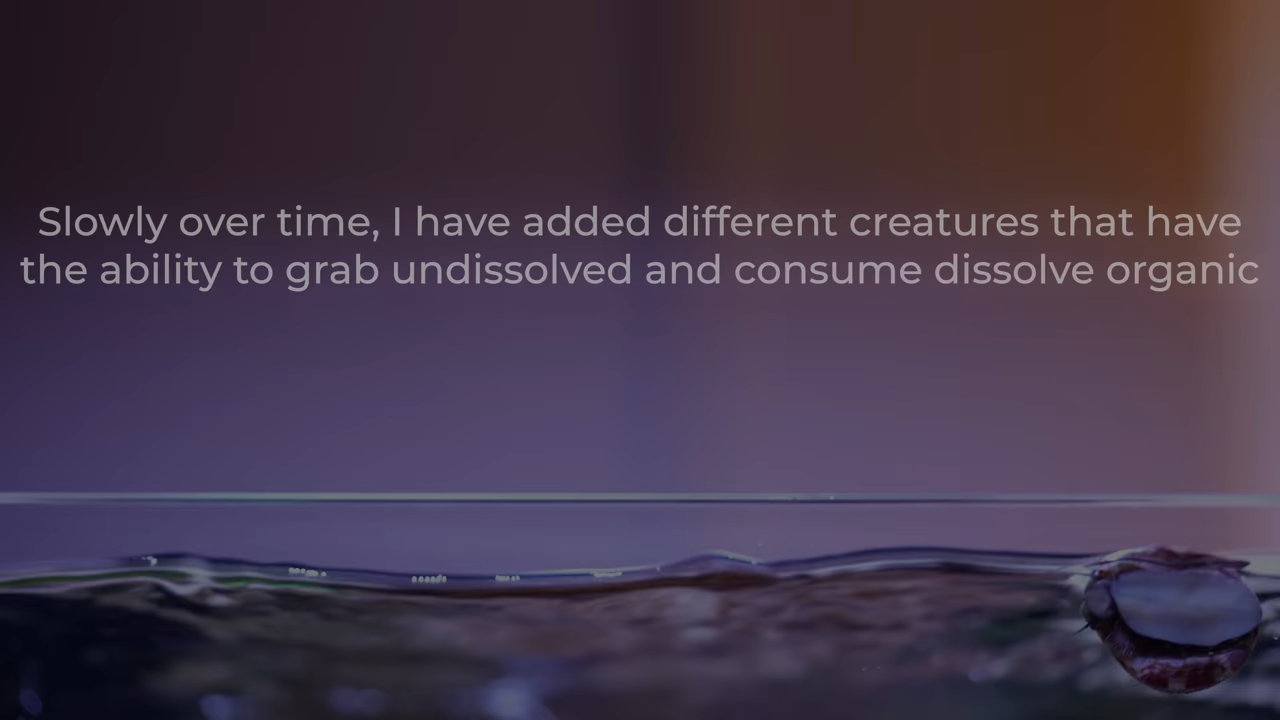 Slowly over time, I have added different creatures that have
the ability to grab undissolved and consume dissolve organic